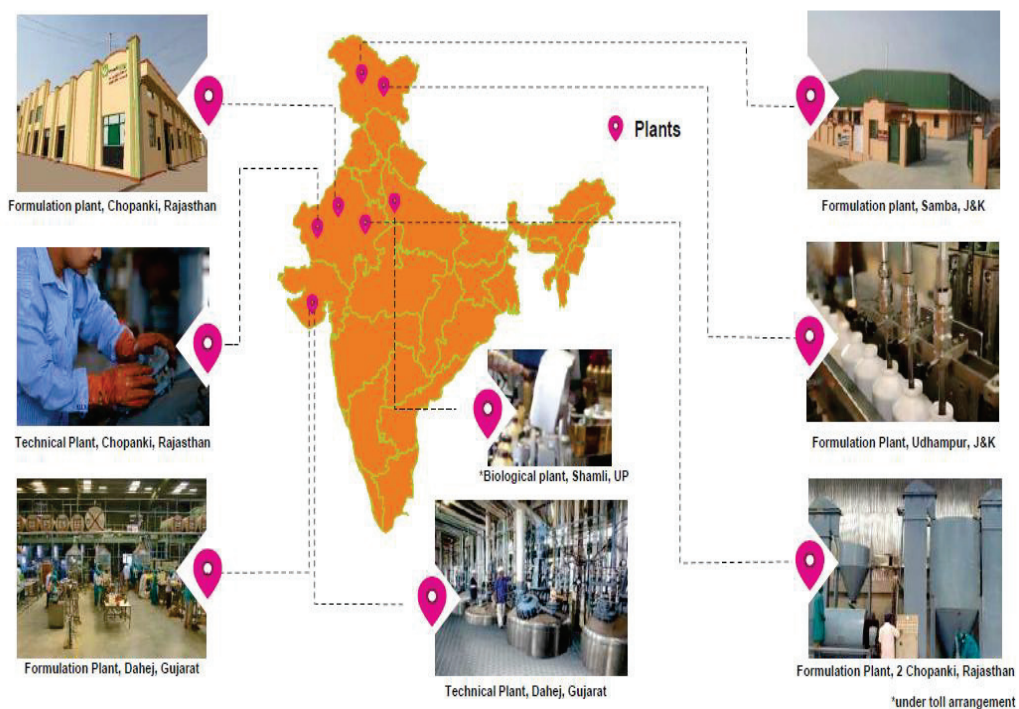 Plants
Formulation plant, Chopanki, Rajasthan
Formulation plant, Samba, J&K
Technical Plant, Chopanki, Rajasthan
Formulation Plant, Udhampur, J&K
*Biological plant, Shamli, UP
Formulation Plant, Dahej, Gujarat
Technical Plant, Dahej, Gujarat
Formulation Plant, 2 Chopanki, Rajasthan
*under toll arrangement